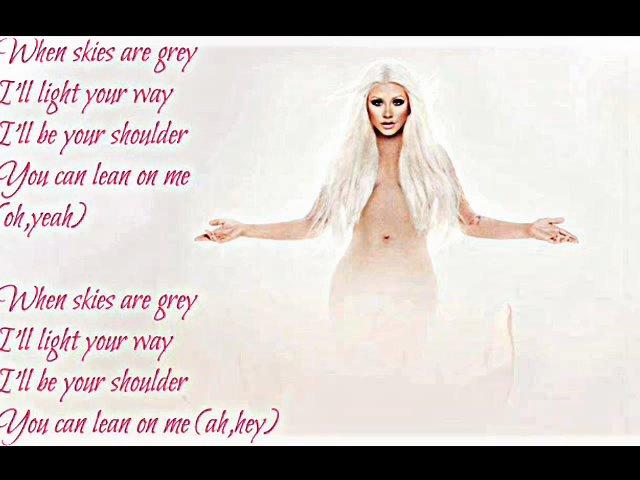 When skies are grey
I'll light your way
I'll be your shoulder
You can lean on me
(oh,yeah)
When skies are grey
I'll light your way
I'll be your shoulder
You can lean on me (ah,hey)